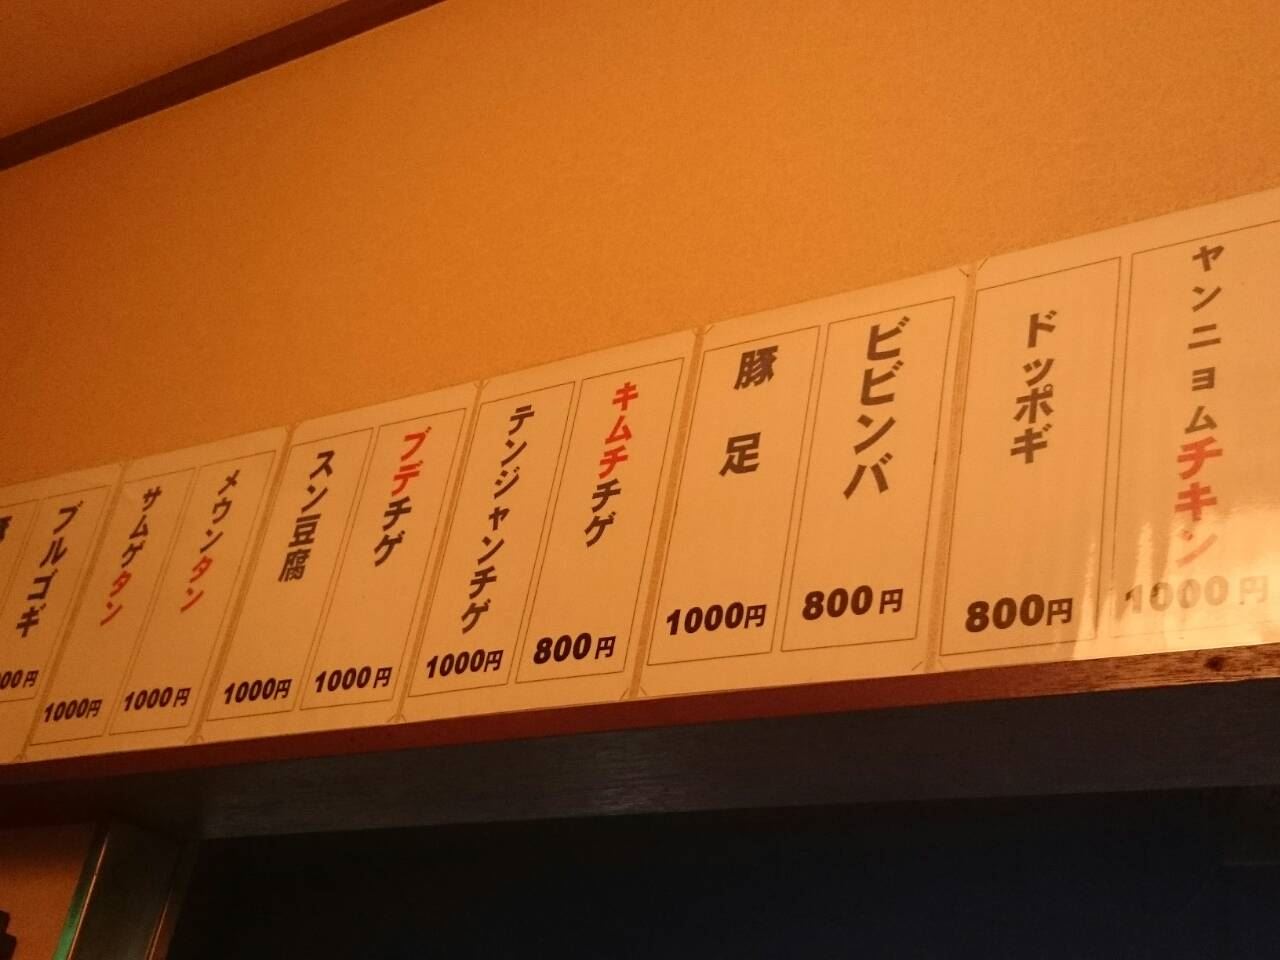 ヤンニョムチキン
1000円
ドッポギ
800円
ビビンバ
800円
豚足
1000円
キムチチゲ
800円
テンジャンチゲ
1000円
ブデチゲ
1000円
スン豆腐
1000円
メウンタン
1000円
サムゲタン
1000円
ブルゴギ
00円
豚